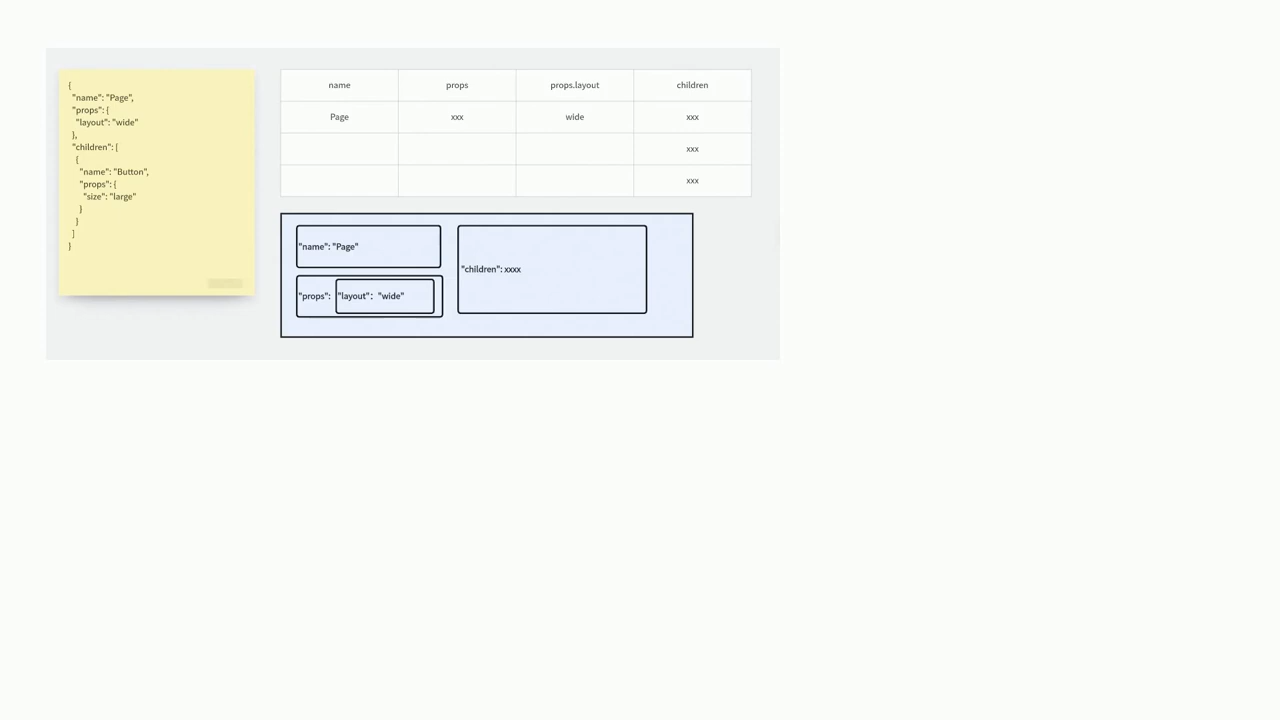 {
"name": "Page",
"props": {
"layout": "wide"
},
"children": [
{
"name": "Button",
"props": {
"size": "large"
}
}
]
}
name props props.layout children
Page xxx wide xxx
xxx
xxx
"name": "Page"
"props": "layout": "wide"
"children": xxxx